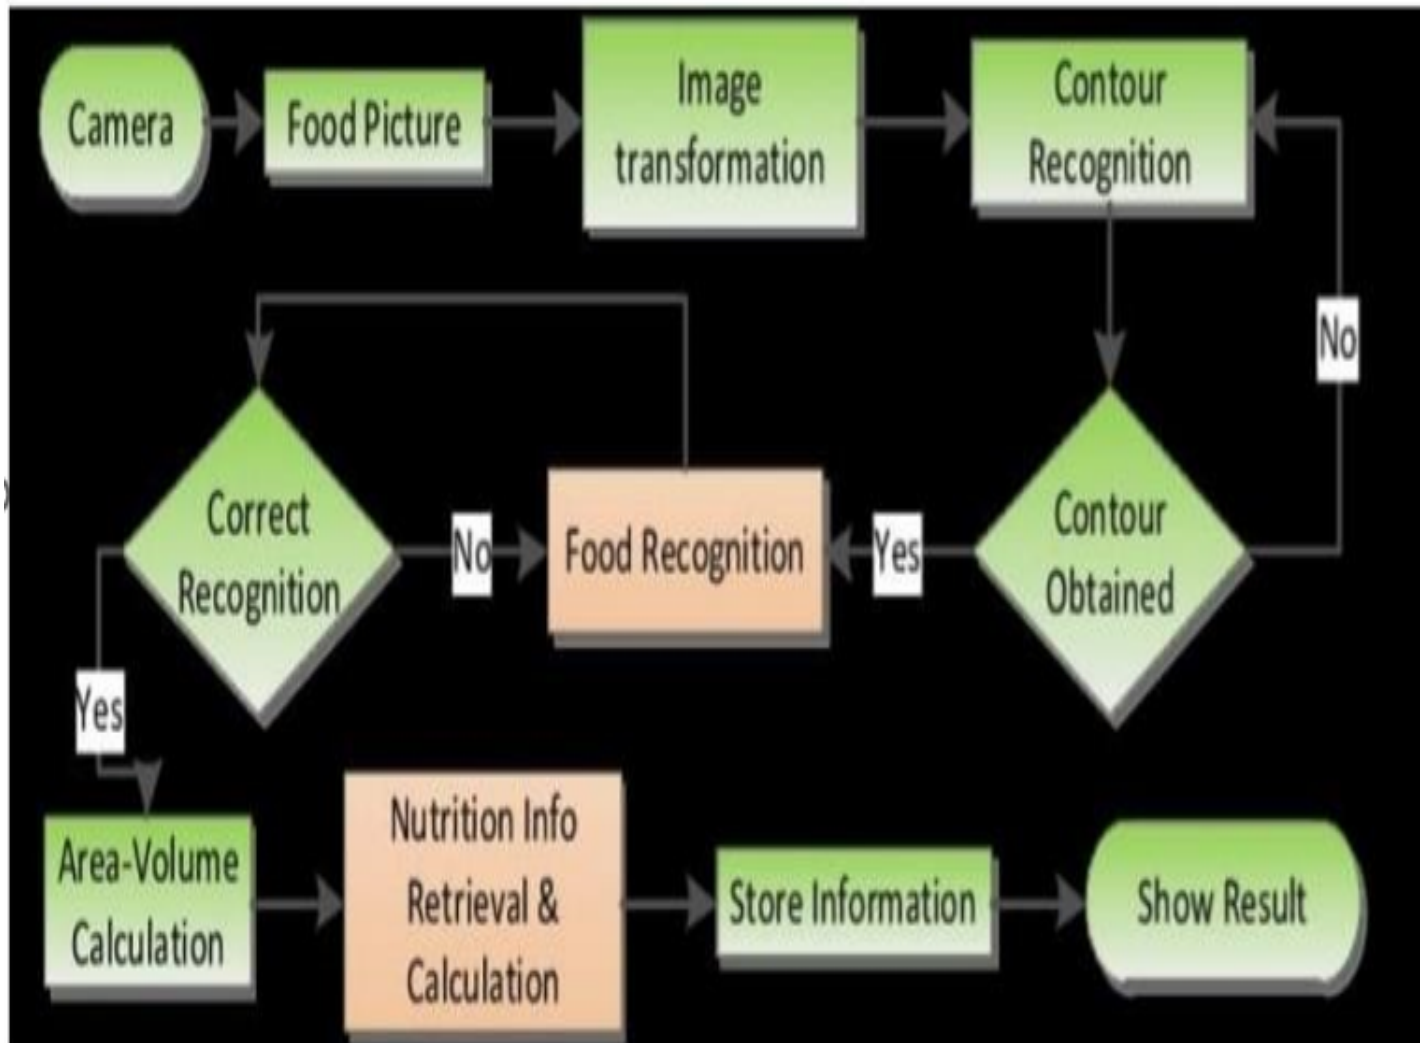 Camera
Food Picture
Image
transformation
Contour
Recognition
No
Correct
Recognition
No
Food Recognition
Yes
Contour
Obtained
Yes
Area-Volume
Calculation
Nutrition Info
Retrieval &
Calculation
Store Information
Show Result